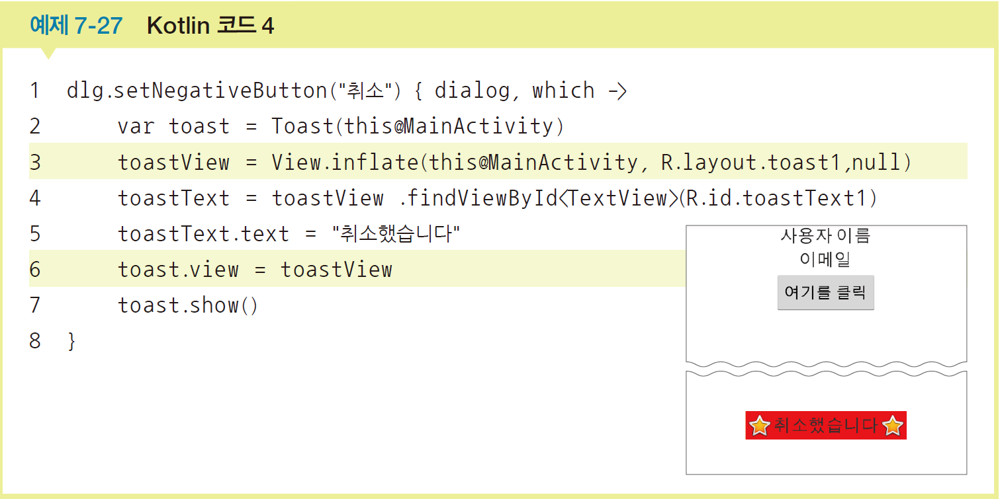 예제 7-27 Kotlin 코드 4
1 dlg.setNegativeButton("취소") { dialog, which ->
2 var toast = Toast(this@MainActivity)
3 toastView = View.inflate(this@MainActivity, R.layout.toast1,null)
4 toastText = toastView .findViewById<TextView>(R.id.toastText1)
5 toastText.text = "취소했습니다"
6 toast.view = toastView
7 toast.show()
8 }
사용자 이름
이메일
여기를 클릭
취소했습니다